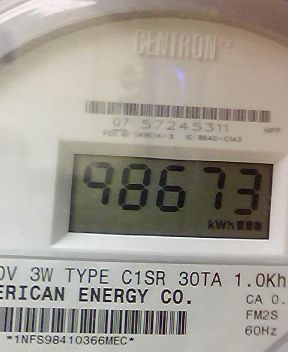 CENTRON
07 57245311
98673
kWh
0V 3W TYPE C1SR 30TA 1.0Kh
ERICAN ENERGY CO. CA 0.
FM2S
60Hz
*1NFS98410366MEC*